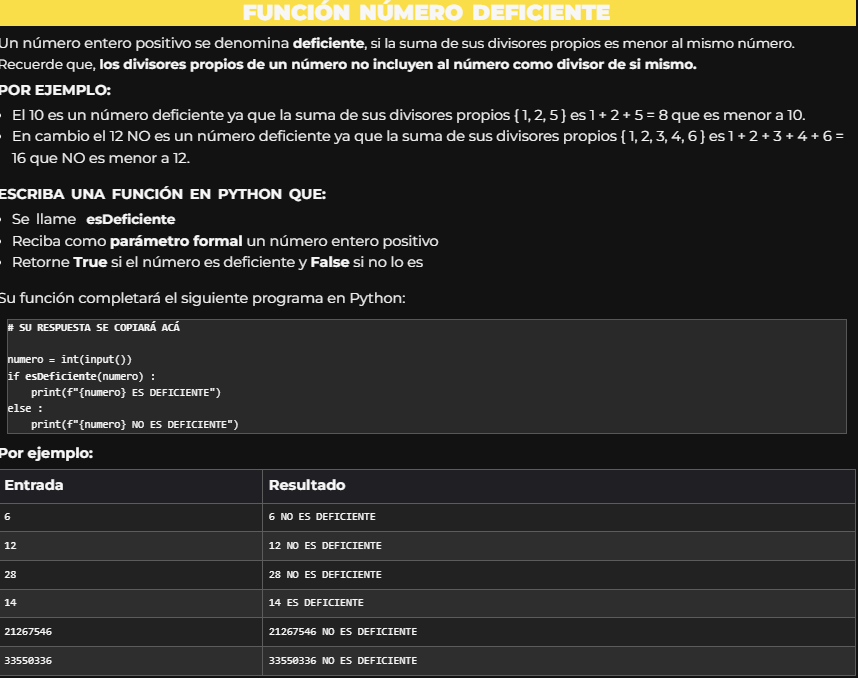 FUNCIÓN NÚMERO DEFICIENTE
Un número entero positivo se denomina deficiente, si la suma de sus divisores propios es menor al mismo número.
Recuerde que, los divisores propios de un número no incluyen al número como divisor de si mismo.
POR EJEMPLO:
• El 10 es un número deficiente ya que la suma de sus divisores propios { 1, 2, 5 } es 1 + 2 + 5 = 8 que es menor a 10.
• En cambio el 12 NO es un número deficiente ya que la suma de sus divisores propios { 1, 2, 3, 4, 6 } es 1 + 2 + 3 + 4 + 6 =
16 que NO es menor a 12.
ESCRIBA UNA FUNCIÓN EN PYTHON QUE:
• Se llame esDeficiente
• Reciba como parámetro formal un número entero positivo
• Retorne True si el número es deficiente y False si no lo es
Su función completará el siguiente programa en Python:
# SU RESPUESTA SE COPIARÁ ACÁ
numero = int(input())
if esDeficiente(numero) :
    print(f"{numero} ES DEFICIENTE")
else :
    print(f"{numero} NO ES DEFICIENTE")
Por ejemplo:
Entrada Resultado
6 6 NO ES DEFICIENTE
12 12 NO ES DEFICIENTE
28 28 NO ES DEFICIENTE
14 14 ES DEFICIENTE
21267546 21267546 NO ES DEFICIENTE
33550336 33550336 NO ES DEFICIENTE